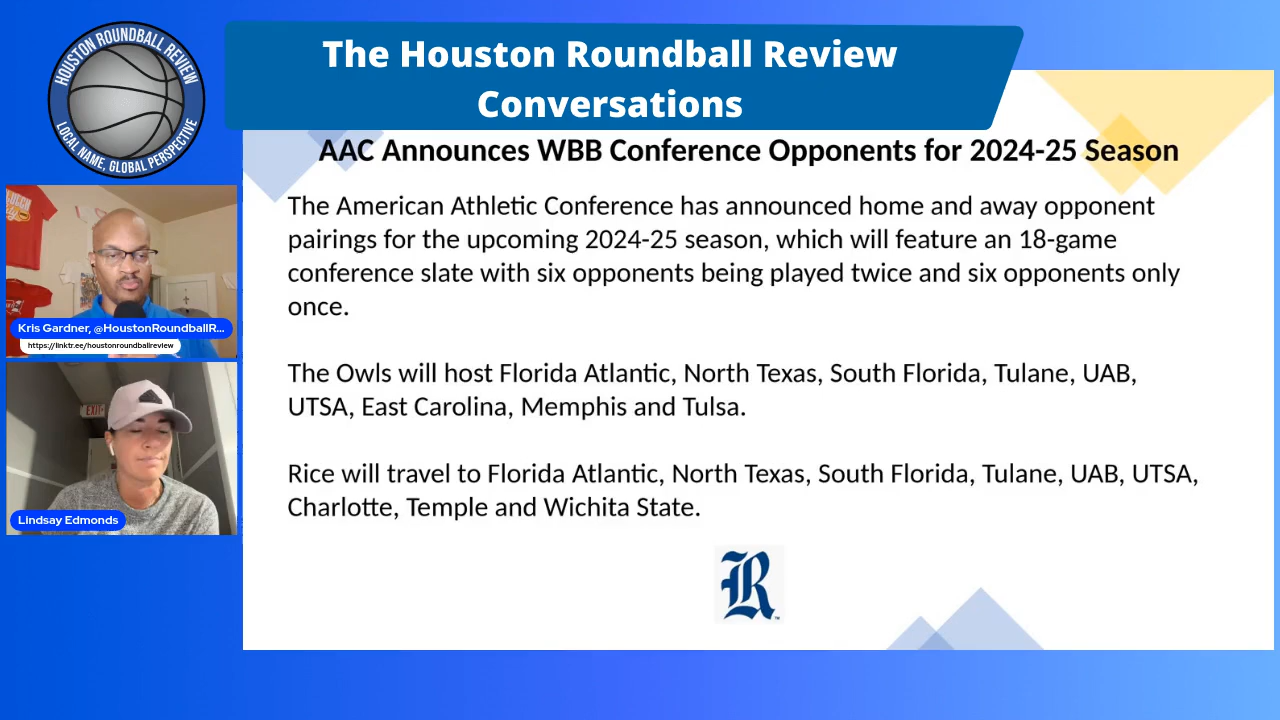 HOUSTON ROUNDBALL REVIEW
LOCAL NAME, GLOBAL PERSPECTIVE
The Houston Roundball Review
Conversations
AAC Announces WBB Conference Opponents for 2024-25 Season
The American Athletic Conference has announced home and away opponent
pairings for the upcoming 2024-25 season, which will feature an 18-game
conference slate with six opponents being played twice and six opponents only
once.
The Owls will host Florida Atlantic, North Texas, South Florida, Tulane, UAB,
UTSA, East Carolina, Memphis and Tulsa.
Rice will travel to Florida Atlantic, North Texas, South Florida, Tulane, UAB, UTSA,
Charlotte, Temple and Wichita State.
R
Kris Gardner, @HoustonRoundballR...
https://linktr.ee/houstonroundballreview
EXIT
Lindsay Edmonds